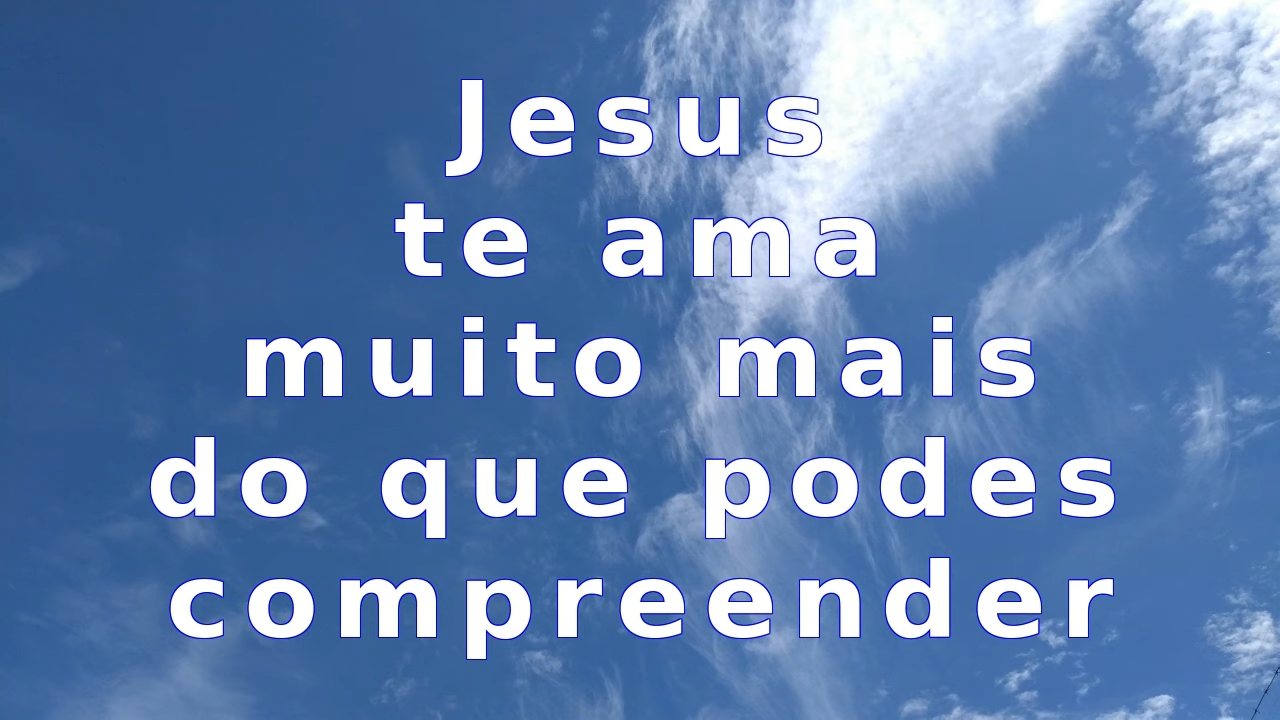 Jesus
te ama
muito mais
do que podes
compreender